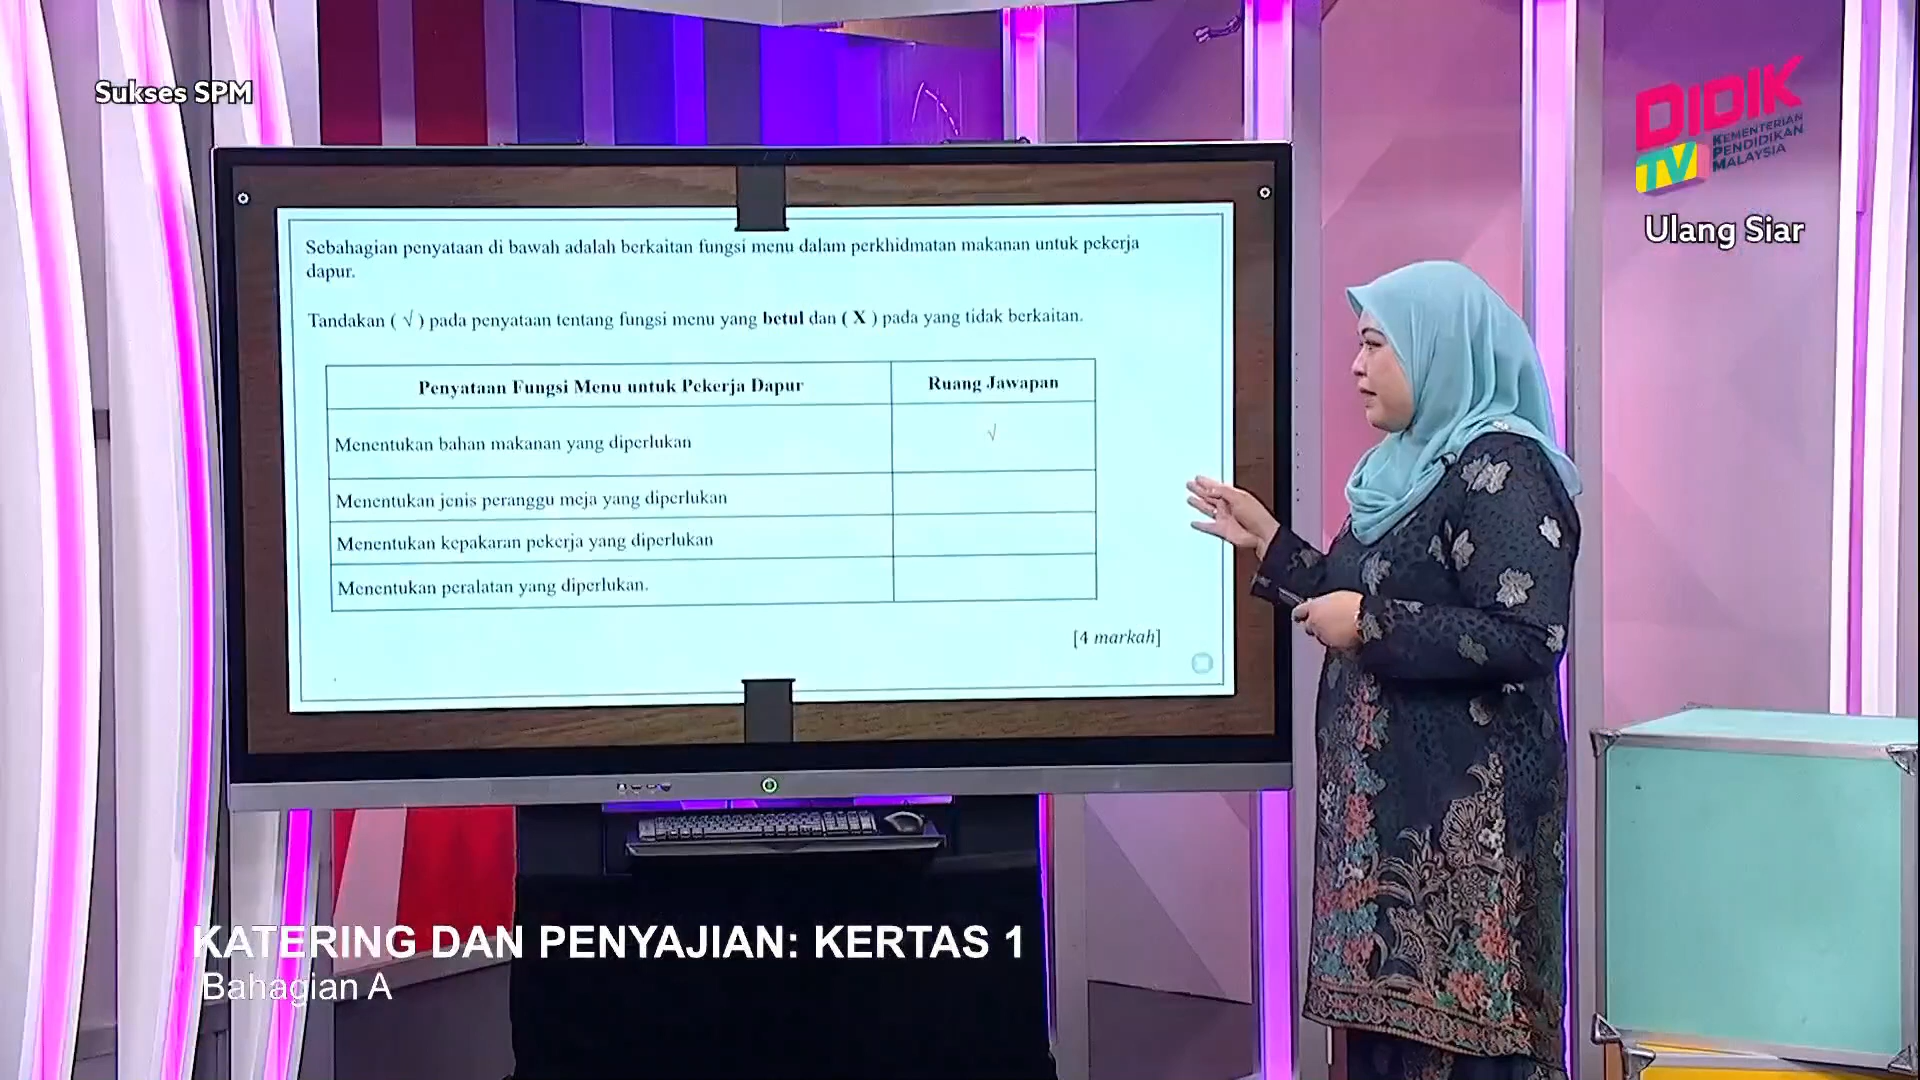 Sukses SPM
DIDIK
TV
KEMENTERIAN
PENDIDIKAN
MALAYSIA
Ulang Siar
Sebahagian penyataan di bawah adalah berkaitan fungsi menu dalam perkhidmatan makanan untuk pekerja
dapur.
Tandakan ( √ ) pada penyataan tentang fungsi menu yang betul dan ( X ) pada yang tidak berkaitan.
Penyataan Fungsi Menu untuk Pekerja Dapur
Ruang Jawapan
Menentukan bahan makanan yang diperlukan
√
Menentukan jenis peranggu meja yang diperlukan
Menentukan kepakaran pekerja yang diperlukan
Menentukan peralatan yang diperlukan.
[4 markah]
KATERING DAN PENYAJIAN: KERTAS 1
Bahagian A